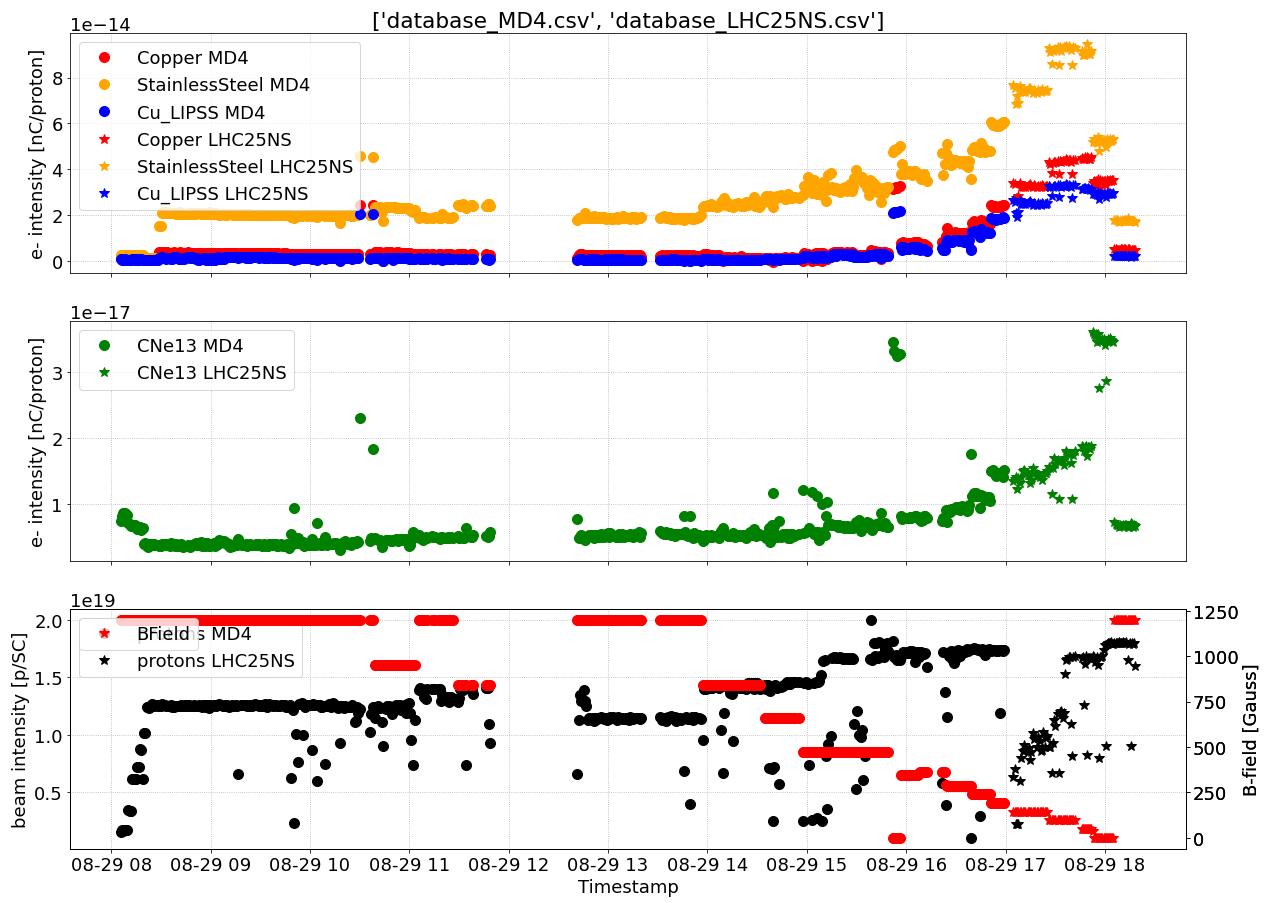 ['database_MD4.csv', 'database_LHC25NS.csv']
1e−14
e- intensity [nC/proton]
8
6
4
2
0
Copper MD4
StainlessSteel MD4
Cu_LIPSS MD4
Copper LHC25NS
StainlessSteel LHC25NS
Cu_LIPSS LHC25NS
1e−17
e- intensity [nC/proton]
3
2
1
CNe13 MD4
CNe13 LHC25NS
1e19
beam intensity [p/SC]
2.0
1.5
1.0
0.5
BFields MD4
protons LHC25NS
1250
1000
750
500
250
0
B-field [Gauss]
08-29 08
08-29 09
08-29 10
08-29 11
08-29 12
08-29 13
08-29 14
08-29 15
08-29 16
08-29 17
08-29 18
Timestamp